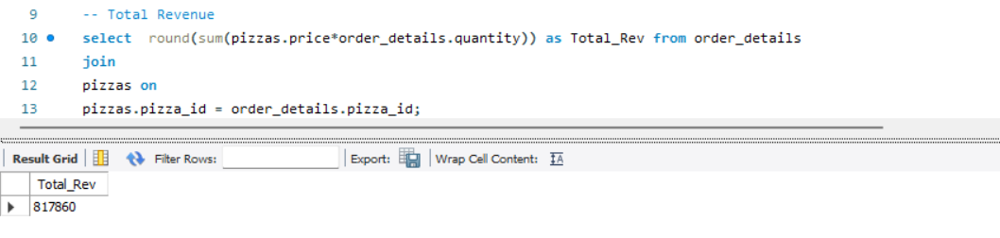 9 -- Total Revenue
10 select round(sum(pizzas.price*order_details.quantity)) as Total_Rev from order_details
11 join
12 pizzas on
13 pizzas.pizza_id = order_details.pizza_id;
Result Grid Filter Rows: Export: Wrap Cell Content: IA
Total_Rev
817860